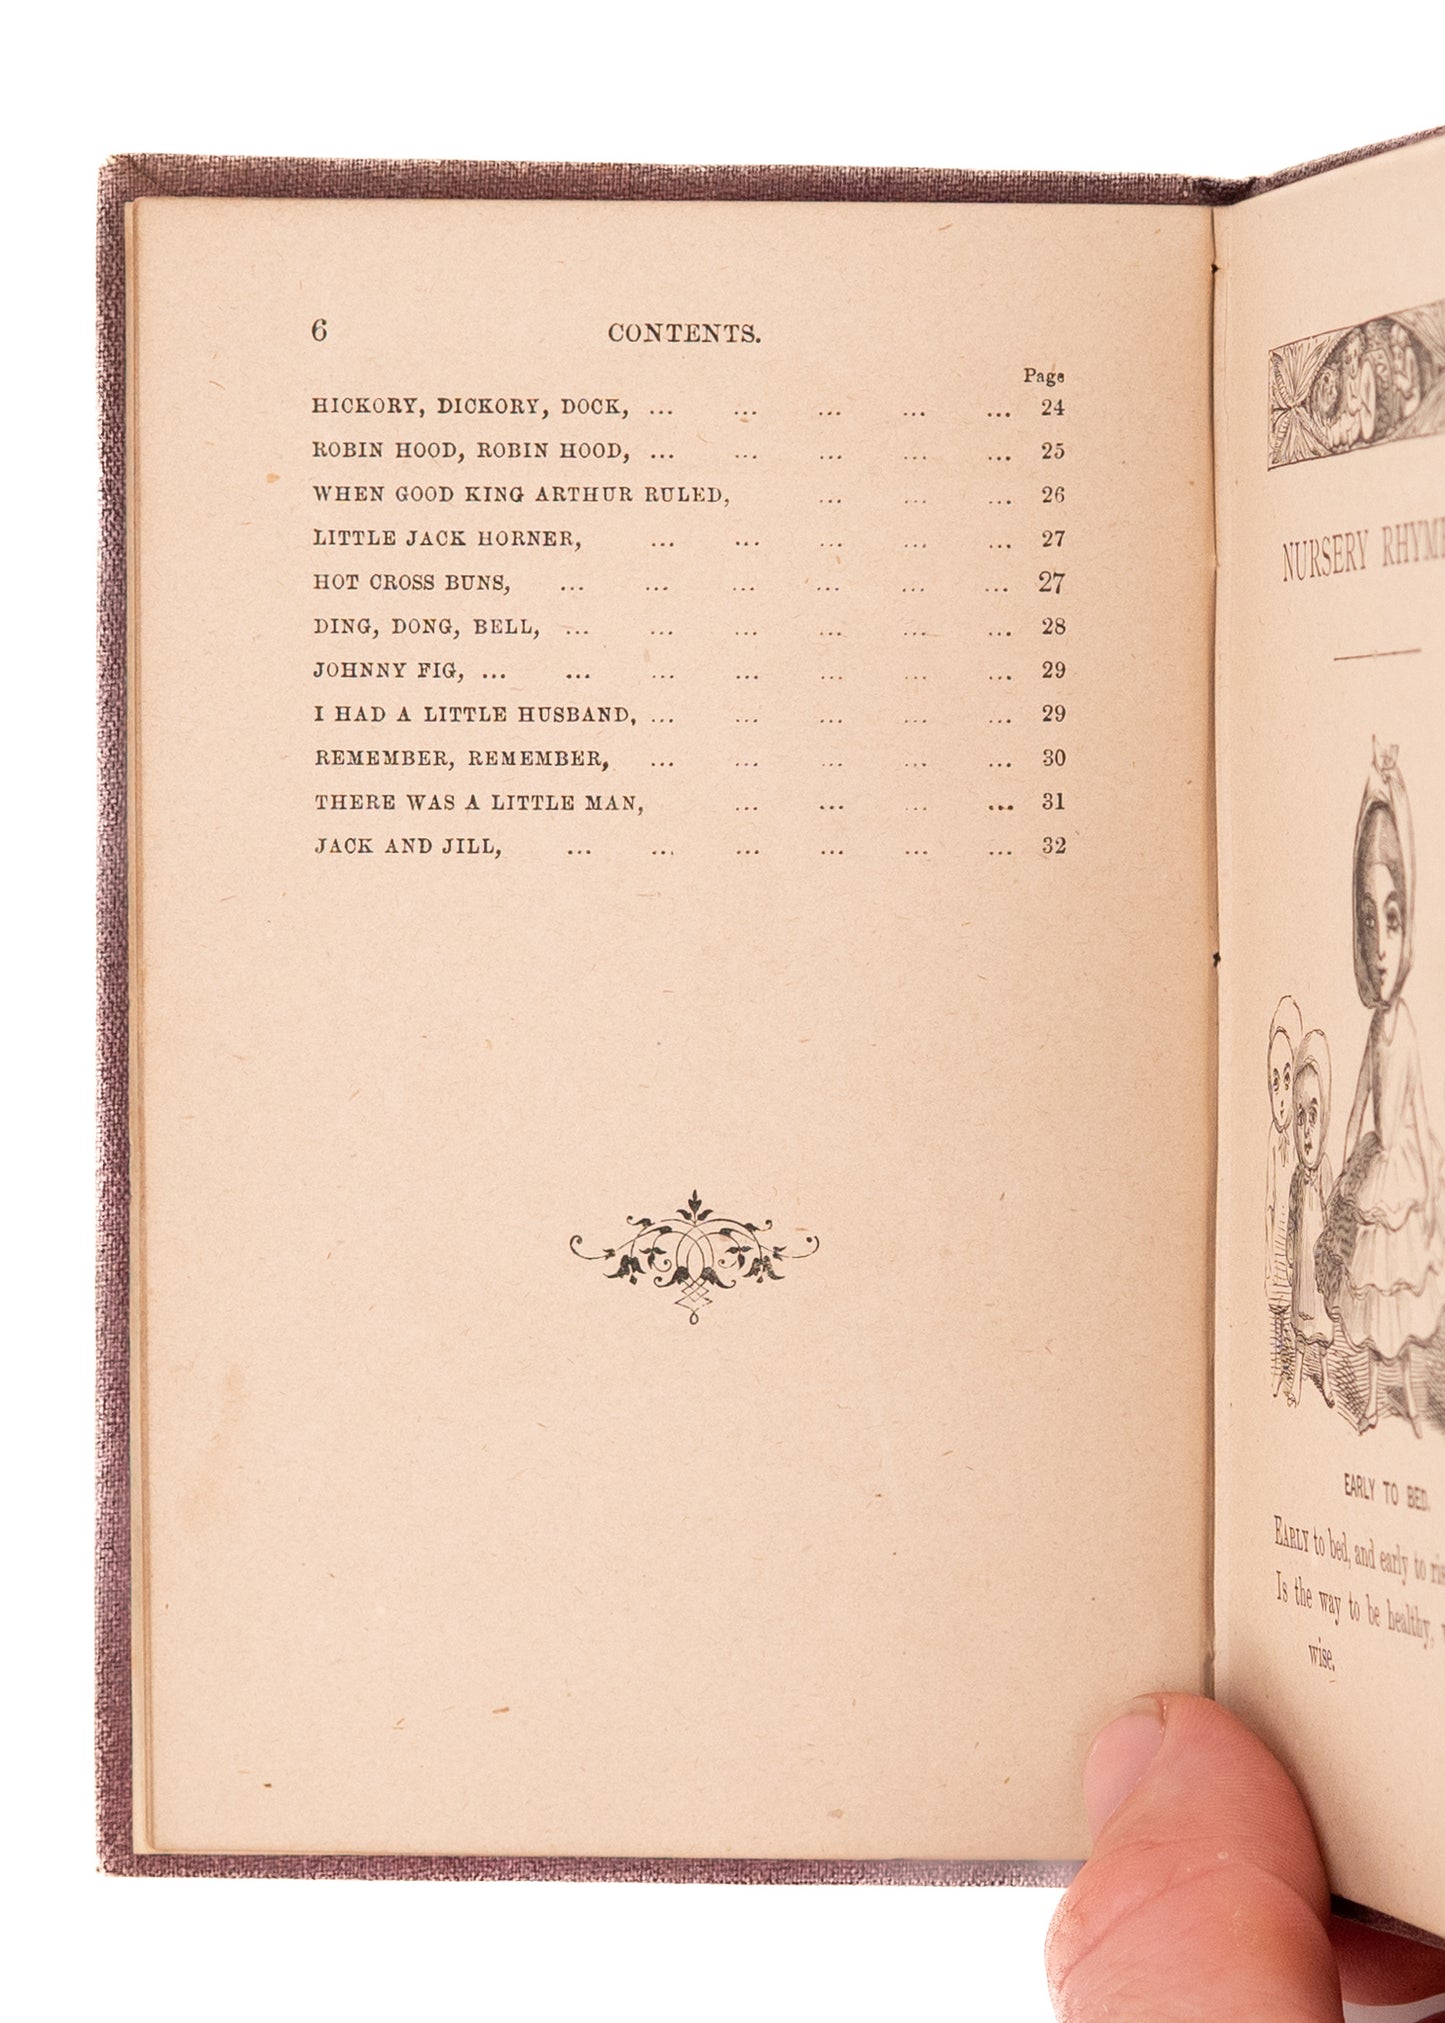 6 CONTENTS.
Page
HICKORY, DICKORY, DOCK, ... ... ... ... ... 24
ROBIN HOOD, ROBIN HOOD, ... ... ... ... ... 25
WHEN GOOD KING ARTHUR RULED, ... ... ... 26
LITTLE JACK HORNER, ... ... ... ... ... 27
HOT CROSS BUNS, ... ... ... ... ... ... 27
DING, DONG, BELL, ... ... ... ... ... ... 28
JOHNNY FIG, ... ... ... ... ... ... ... 29
I HAD A LITTLE HUSBAND, ... ... ... ... ... 29
REMEMBER, REMEMBER, ... ... ... ... ... 30
THERE WAS A LITTLE MAN, ... ... ... ... 31
JACK AND JILL, ... ... ... ... ... ... 32
NURSERY
EARLY TO BED.
EARLY to bed, and early to
Is the way to be healthy,
wise.